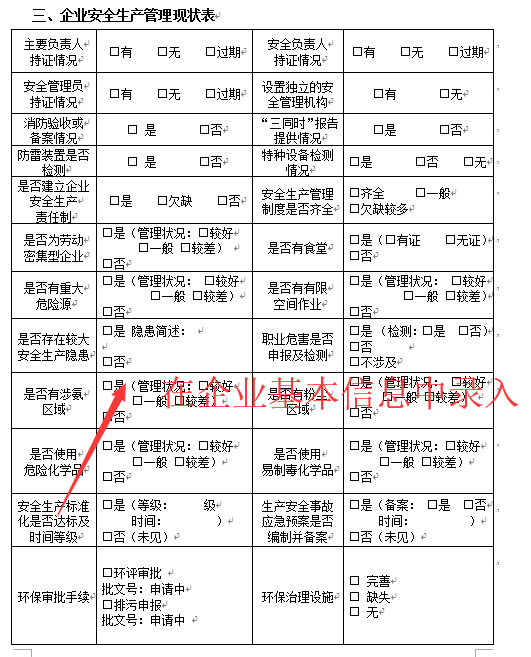 三、企业安全生产管理现状表
主要负责人
持证情况
□有 □无 □过期
安全负责人
持证情况
□有 □无 □过期
安全管理员
持证情况
□有 □无 □过期
设置独立的安
全管理机构
□有 □无
消防验收或
备案情况
□ 是 □否
“三同时”报告
提供情况
□是 □否
防雷装置是否
检测
□ 是 □否
特种设备检测
情况
□是 □否 □无
是否建立企业
安全生产
责任制
□是 □欠缺 □否
安全生产管理
制度是否齐全
□齐全 □一般
□欠缺较多
是否为劳动
密集型企业
□是（管理状况：□较好
□一般 □较差）
□否
是否有食堂
□是（□有证 □无证）
□否
是否有重大
危险源
□是（管理状况： □较好
□一般 □较差）
□否
是否有有限
空间作业
□是（管理状况： □较好
□一般 □较差）
□否
是否存在较大
安全生产隐患
□是 隐患简述：
□否
职业危害是否
申报及检测
□是 （检测：□是 □否）
□否
□不涉及
是否有涉氨
区域
□是（管理状况：□较好
□一般 □较差）
□否
是否有粉尘
区域
□是（管理状况：□较好
□一般 □较差）
□否
在企业基本信息中录入
是否使用
危险化学品
□是（管理状况：□较好
□一般 □较差）
□否
是否使用
易制毒化学品
□是（管理状况：□较好
□一般 □较差）
□否
安全生产标准
化是否达标及
时间等级
□是（等级： 级
时间： ）
□否（未见）
生产安全事故
应急预案是否
编制并备案
□是（备案： □是 □否
时间： ）
□否（未见）
环保审批手续
□环评审批
批文号：申请中
□排污申报
批文号：申请中
环保治理设施
□ 完善
□ 缺失
□ 无